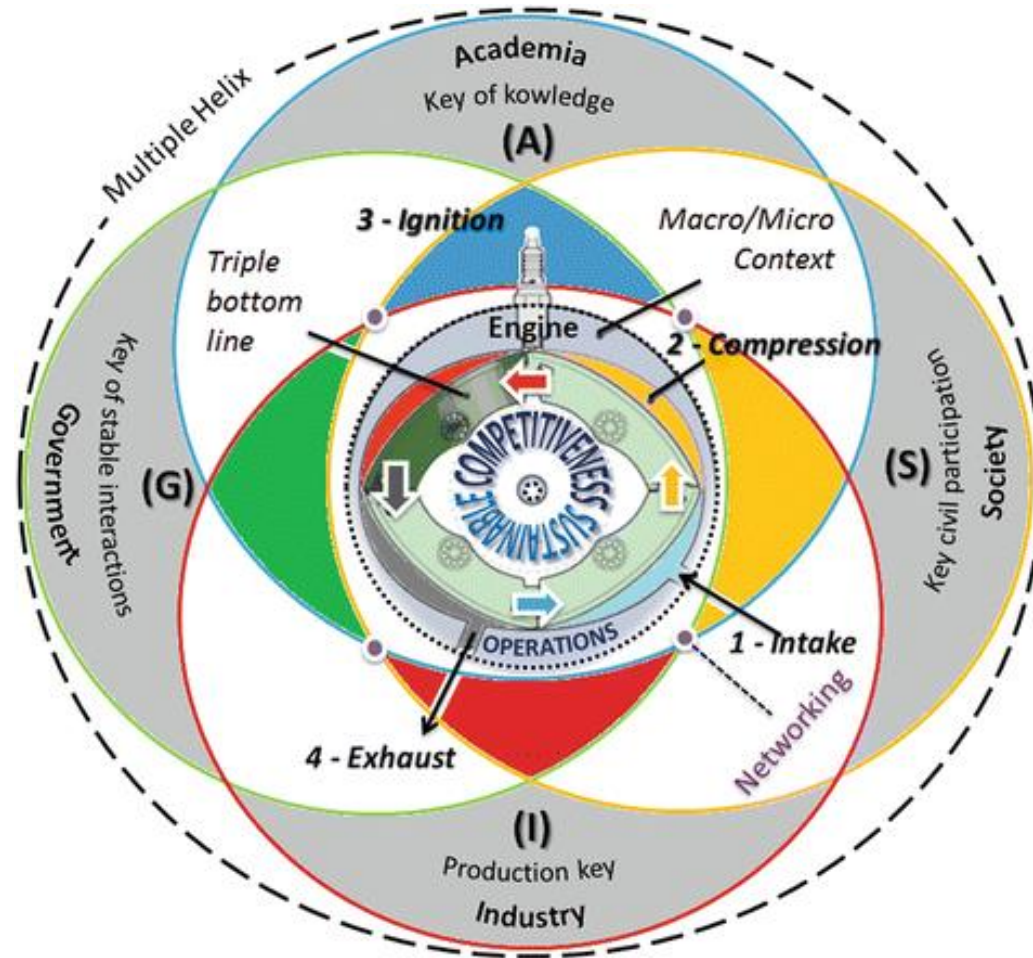 Multiple Helix
Academia
Key of kowledge
(A)
3 - Ignition
Macro/Micro
Context
Triple
bottom
line
Engine
2 - Compression
Government
Key of stable interactions
(G)
COMPETITIVENESS
SUSTAINABLE
(S)
Key civil participation
Society
OPERATIONS
1 - Intake
Networking
4 - Exhaust
(I)
Production key
Industry